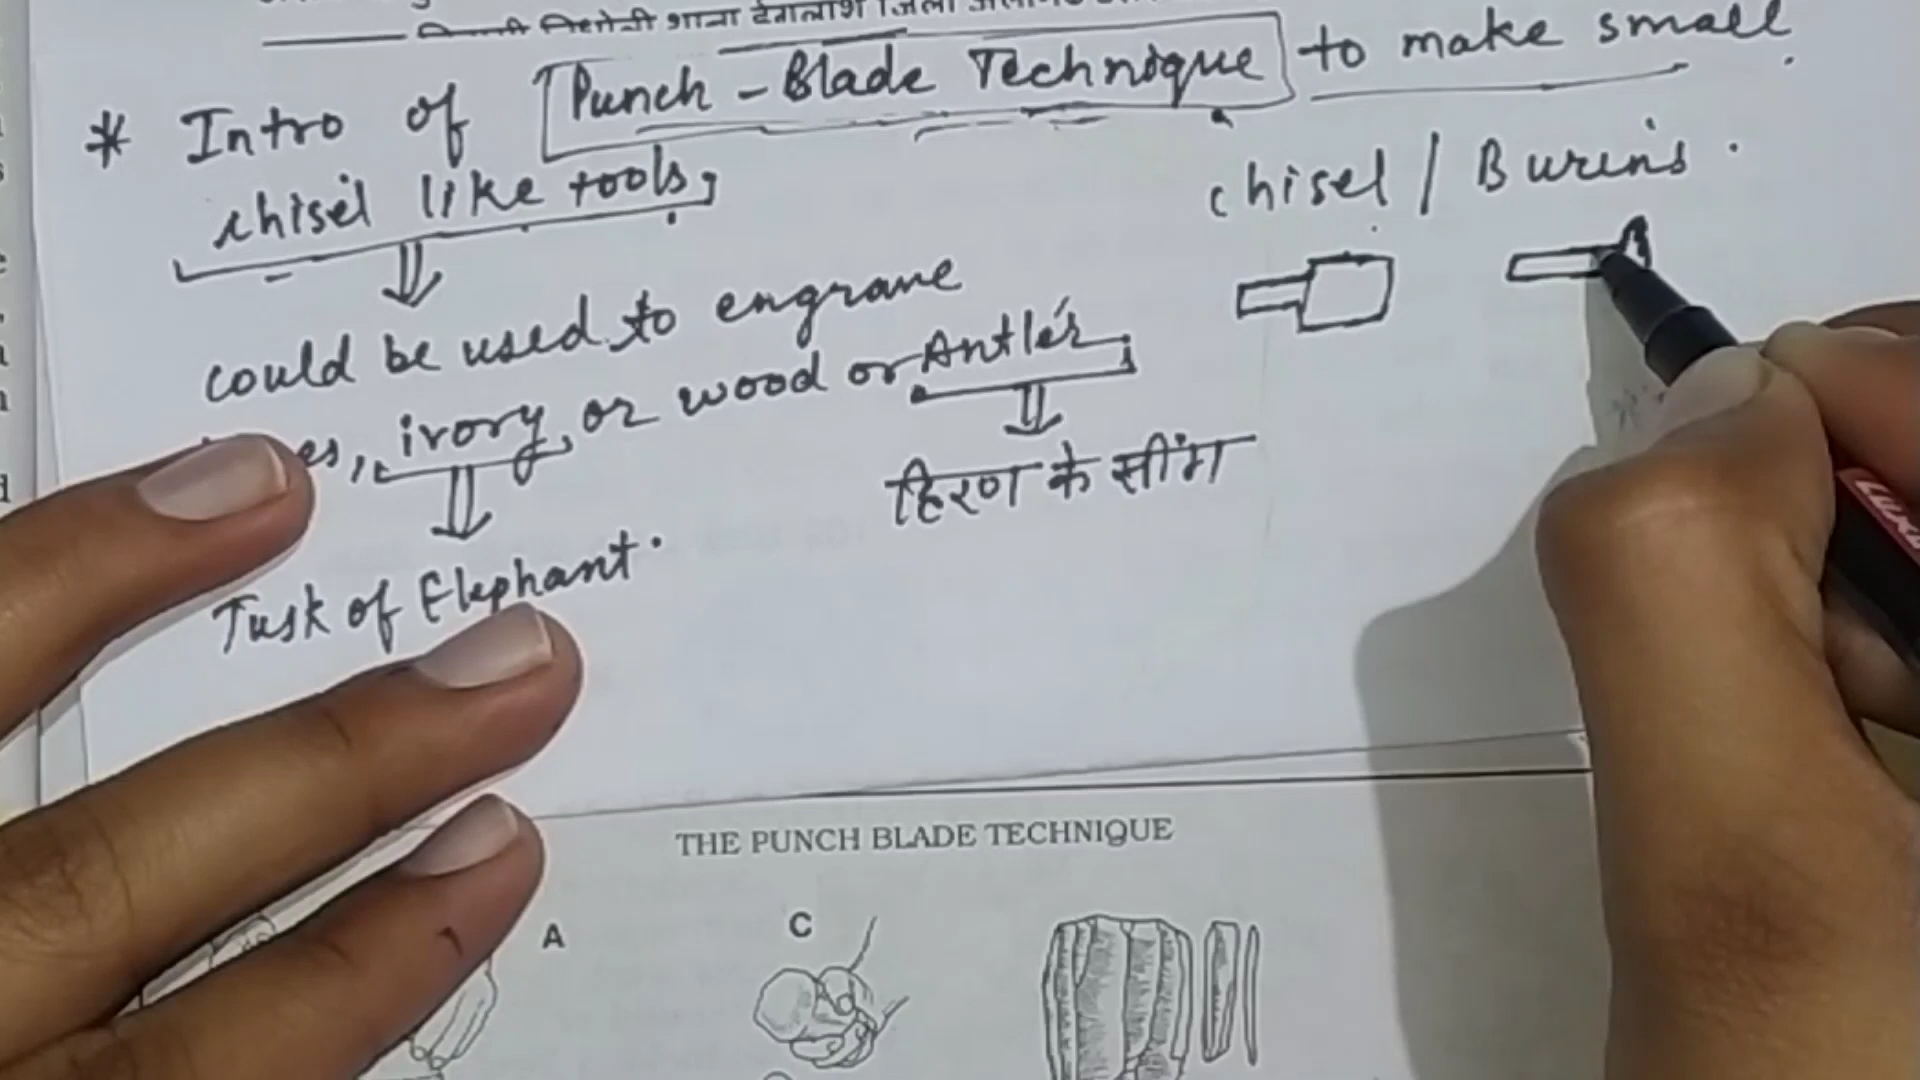 * Intro of Punch-Blade Technique to make small
chisel like tools,
chisel / Burins.
could be used to engrave
es, ivory, or wood or Antler
हिरण के सींग
Tusk of Elephant.
THE PUNCH BLADE TECHNIQUE
A
C